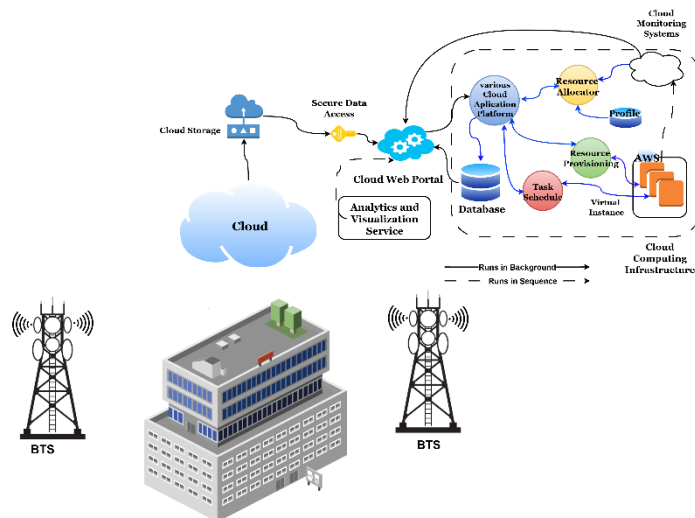 Cloud
Monitoring
Systems
various
Cloud Aplication
Platform
Resource
Allocator
Profile
Secure Data
Access
Cloud Storage
Cloud Web Portal
Resource
Provisioning
AWS
Task
Schedule
Virtual
Instance
Database
Analytics and
Visualization
Service
Cloud
Cloud
Computing
Infrastructure
Runs in Background
Runs in Sequence
BTS
BTS